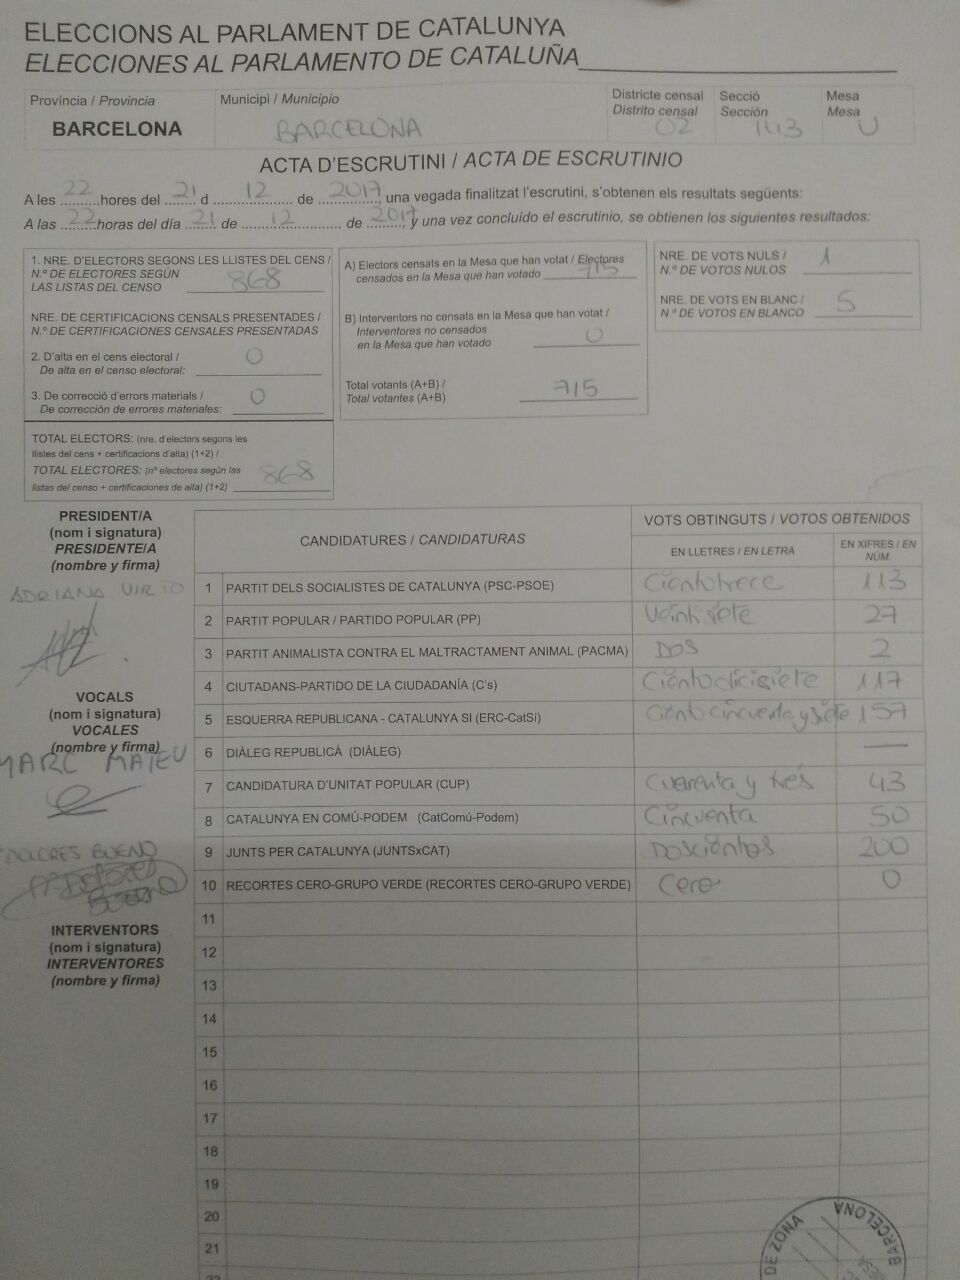 ELECCIONS AL PARLAMENT DE CATALUNYA
ELECCIONES AL PARLAMENTO DE CATALUÑA
Província / Provincia
BARCELONA
Municipi / Municipio
BARCELONA
Districte censal
Distrito censal
02
Secció
Sección
143
Mesa
Mesa
U
ACTA D'ESCRUTINI / ACTA DE ESCRUTINIO
A les 22 hores del 21 d 12 de 2017, una vegada finalitzat l'escrutini, s'obtenen els resultats següents:
A las 22 horas del día 21 de 12 de 2017, y una vez concluido el escrutinio, se obtienen los siguientes resultados:
1. NRE. D'ELECTORS SEGONS LES LLISTES DEL CENS /
N.º DE ELECTORES SEGÚN
LAS LISTAS DEL CENSO 868
NRE. DE CERTIFICACIONS CENSALS PRESENTADES /
N.º DE CERTIFICACIONES CENSALES PRESENTADAS
2. D'alta en el cens electoral /
De alta en el censo electoral: 0
3. De correcció d'errors materials /
De corrección de errores materiales: 0
TOTAL ELECTORS: (nre. d'electors segons les
llistes del cens + certificacions d'alta) (1+2) /
TOTAL ELECTORES: (nº electores según las
listas del censo + certificaciones de alta) (1+2) 868
A) Electors censats en la Mesa que han votat / Electores
censados en la Mesa que han votado 715
B) Interventors no censats en la Mesa que han votat /
Interventores no censados
en la Mesa que han votado 0
Total votants (A+B) /
Total votantes (A+B) 715
NRE. DE VOTS NULS /
N.º DE VOTOS NULOS 1
NRE. DE VOTS EN BLANC /
N.º DE VOTOS EN BLANCO 5
PRESIDENT/A
(nom i signatura)
PRESIDENTE/A
(nombre y firma)
ADRIANA VIRTO
VOCALS
(nom i signatura)
VOCALES
(nombre y firma)
MARC MATEU
DOLORES BUENO
Mª DOLORES
BUENO
INTERVENTORS
(nom i signatura)
INTERVENTORES
(nombre y firma)
CANDIDATURES / CANDIDATURAS
VOTS OBTINGUTS / VOTOS OBTENIDOS
EN LLETRES / EN LETRA
EN XIFRES / EN
NÚM.
1 PARTIT DELS SOCIALISTES DE CATALUNYA (PSC-PSOE) Cientotrece 113
2 PARTIT POPULAR / PARTIDO POPULAR (PP) Veintisiete 27
3 PARTIT ANIMALISTA CONTRA EL MALTRACTAMENT ANIMAL (PACMA) DOS 2
4 CIUTADANS-PARTIDO DE LA CIUDADANÍA (C's) Cientodicisiete 117
5 ESQUERRA REPUBLICANA - CATALUNYA SI (ERC-CatSí) Ciento cincuenta y siete 157
6 DIÀLEG REPUBLICÀ (DIÀLEG) —
7 CANDIDATURA D'UNITAT POPULAR (CUP) Cuarenta y tres 43
8 CATALUNYA EN COMÚ-PODEM (CatComú-Podem) Cincuenta 50
9 JUNTS PER CATALUNYA (JUNTSxCAT) Doscientos 200
10 RECORTES CERO-GRUPO VERDE (RECORTES CERO-GRUPO VERDE) Cero 0
11
12
13
14
15
16
17
18
19
20
21
22
DE ZONA
BARCELONA